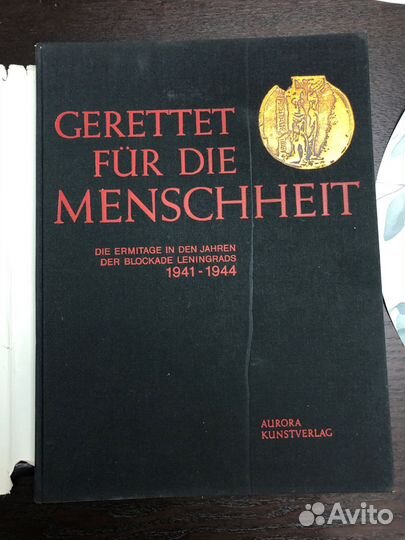 GERETTET
FÜR DIE
MENSCHHEIT
DIE ERMITAGE IN DEN JAHREN
DER BLOCKADE LENINGRADS
1941-1944
AURORA
KUNSTVERLAG
Avito